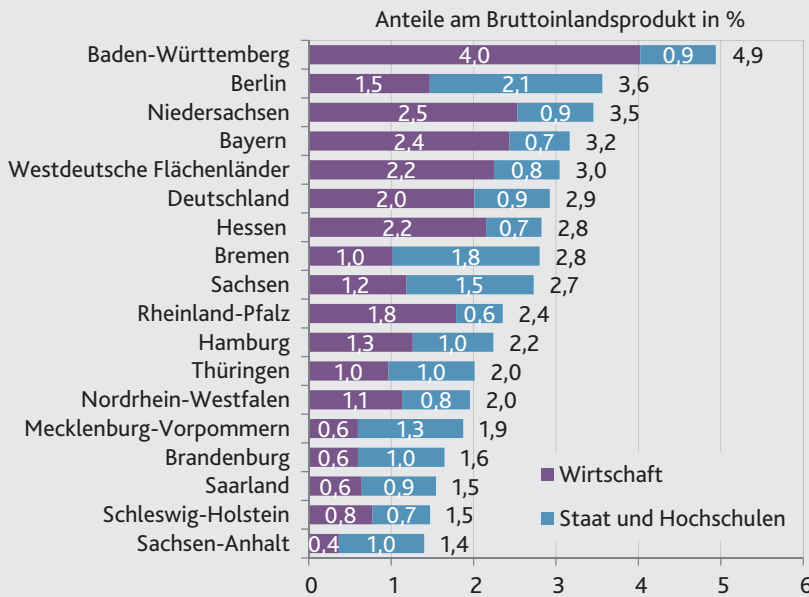 Anteile am Bruttoinlandsprodukt in %
Baden-Württemberg 4,0 0,9 4,9
Berlin 1,5 2,1 3,6
Niedersachsen 2,5 0,9 3,5
Bayern 2,4 0,7 3,2
Westdeutsche Flächenländer 2,2 0,8 3,0
Deutschland 2,0 0,9 2,9
Hessen 2,2 0,7 2,8
Bremen 1,0 1,8 2,8
Sachsen 1,2 1,5 2,7
Rheinland-Pfalz 1,8 0,6 2,4
Hamburg 1,3 1,0 2,2
Thüringen 1,0 1,0 2,0
Nordrhein-Westfalen 1,1 0,8 2,0
Mecklenburg-Vorpommern 0,6 1,3 1,9
Brandenburg 0,6 1,0 1,6
Saarland 0,6 0,9 1,5
Schleswig-Holstein 0,8 0,7 1,5
Sachsen-Anhalt 0,4 1,0 1,4
Wirtschaft
Staat und Hochschulen
0 1 2 3 4 5 6